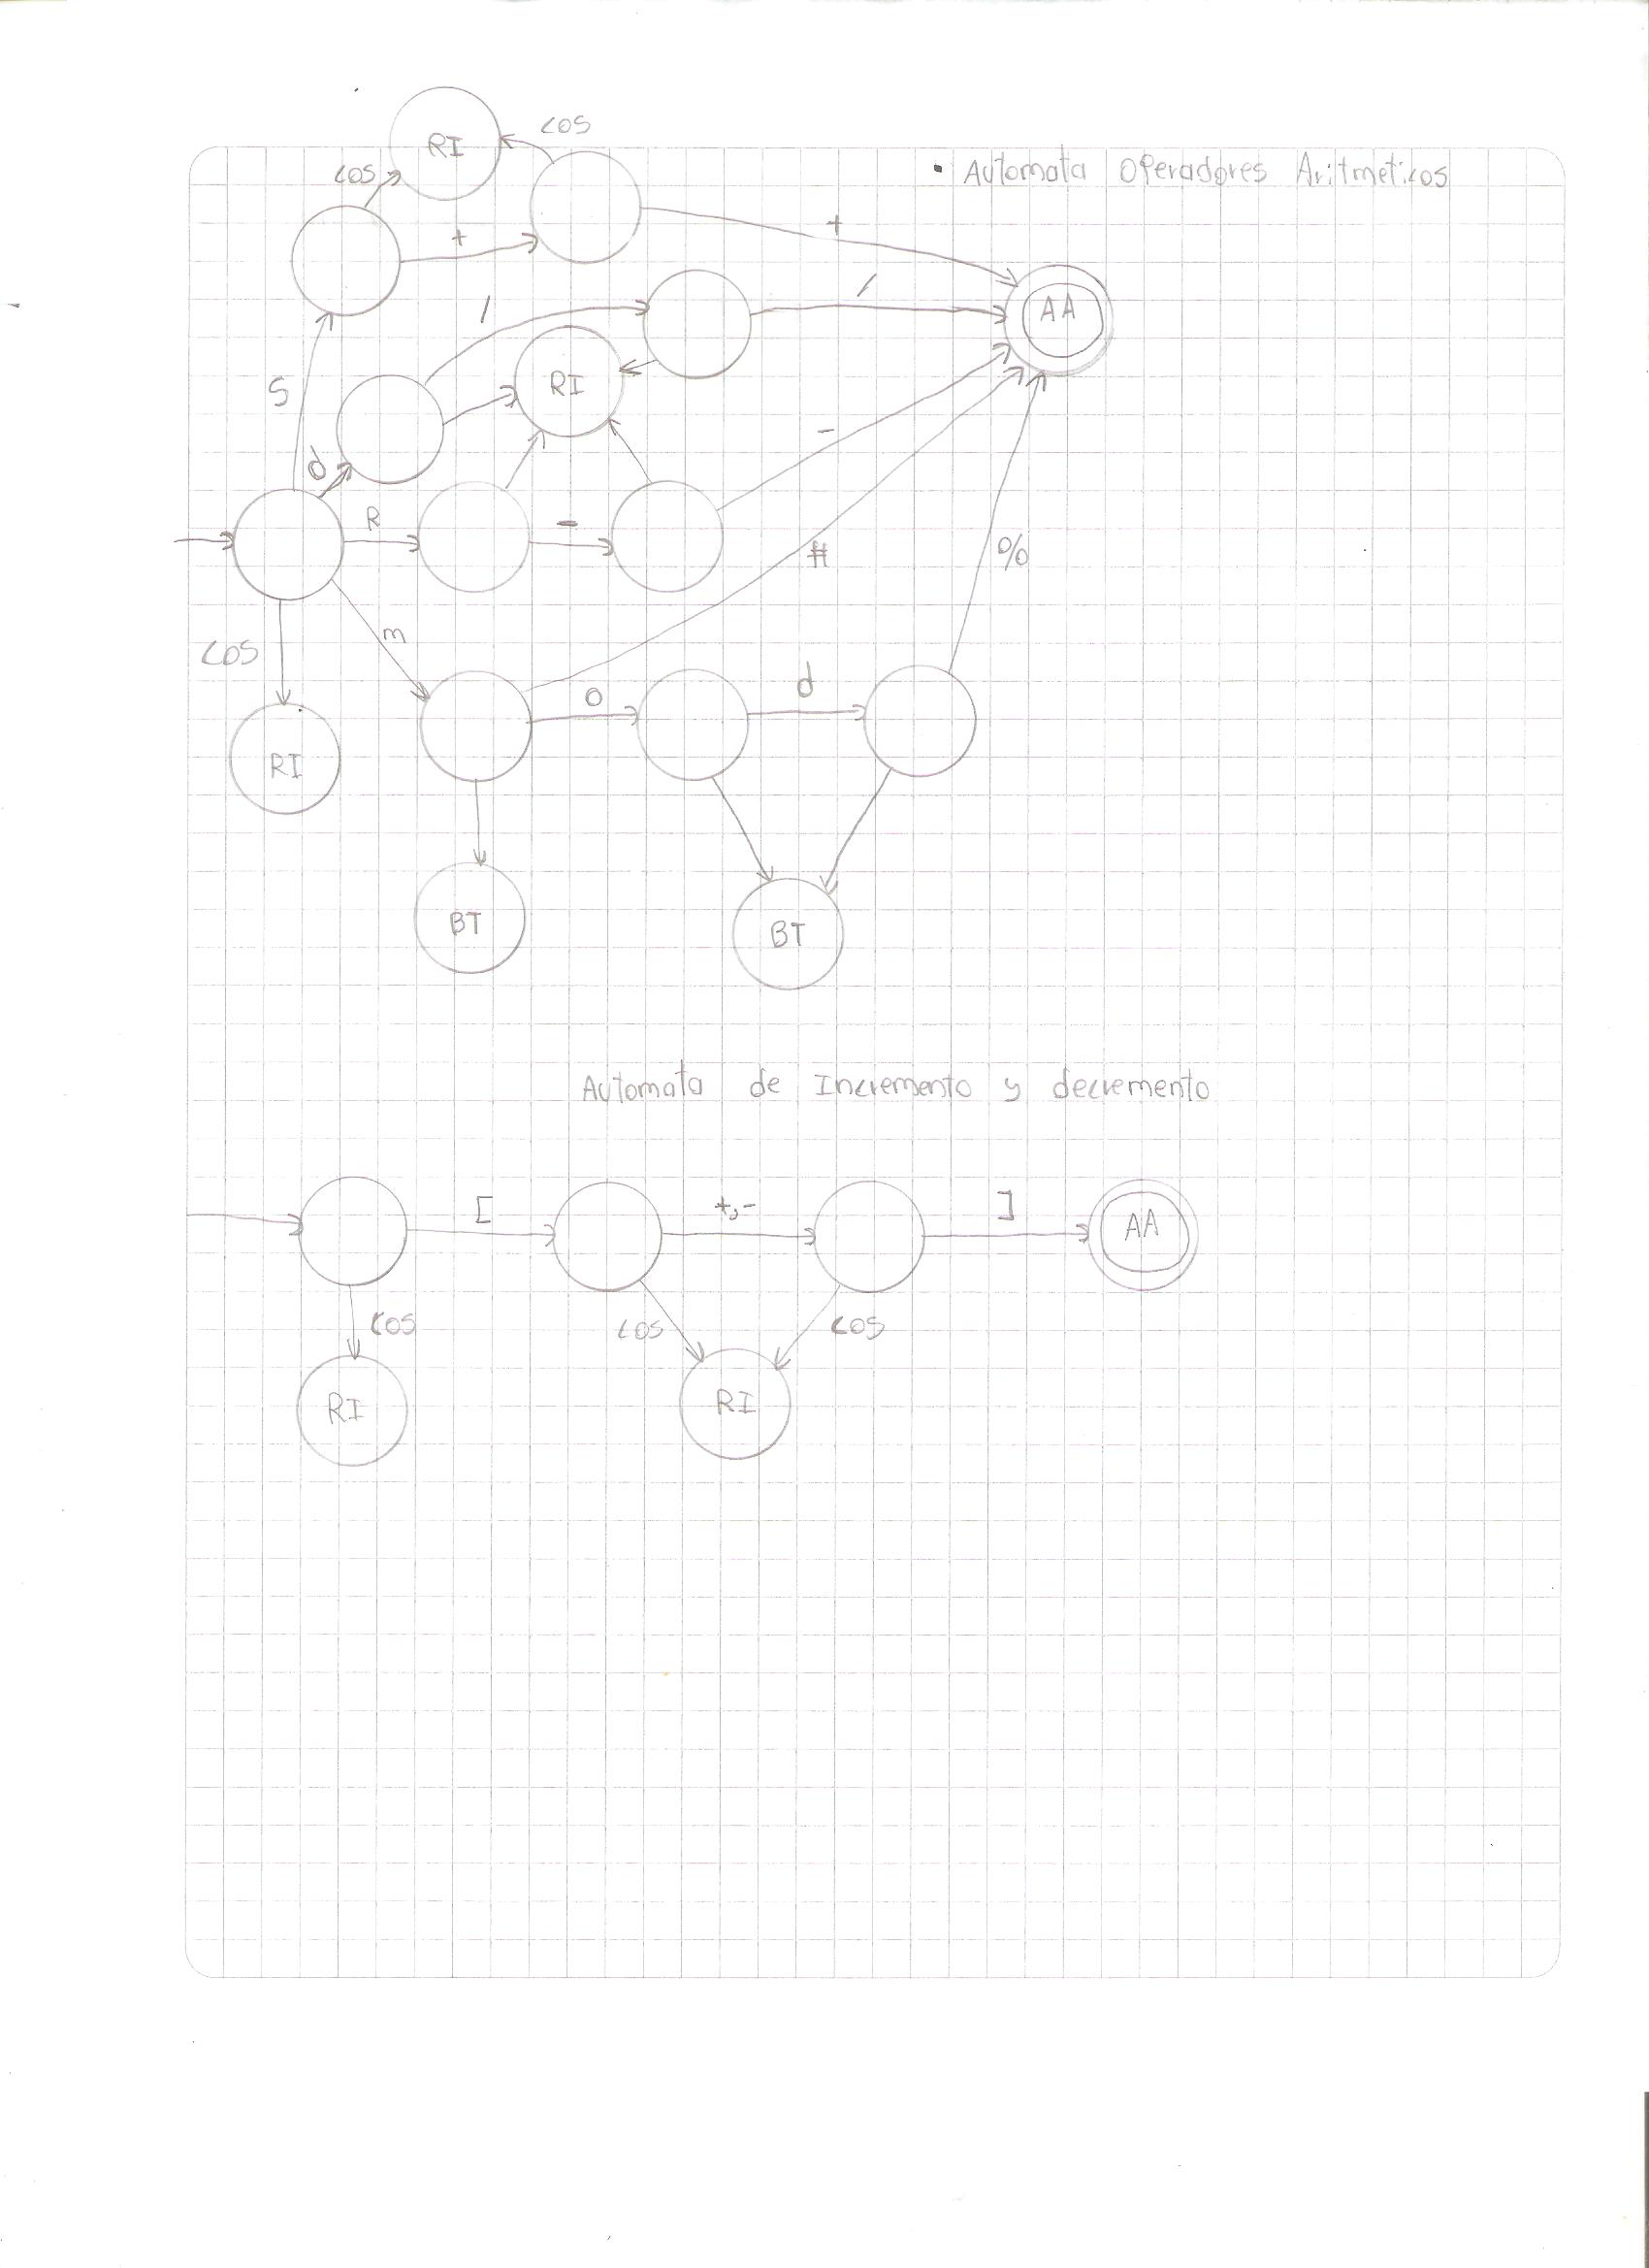 RI
cos
• Automata Operadores Aritmeticos
cos
+
+
AA
/
/
RI
S
d
-
R
-
#
%
m
cos
o
d
RI
BT
BT
Automata de Incremento y decremento
[
+,-
]
AA
cos
cos
cos
RI
RI